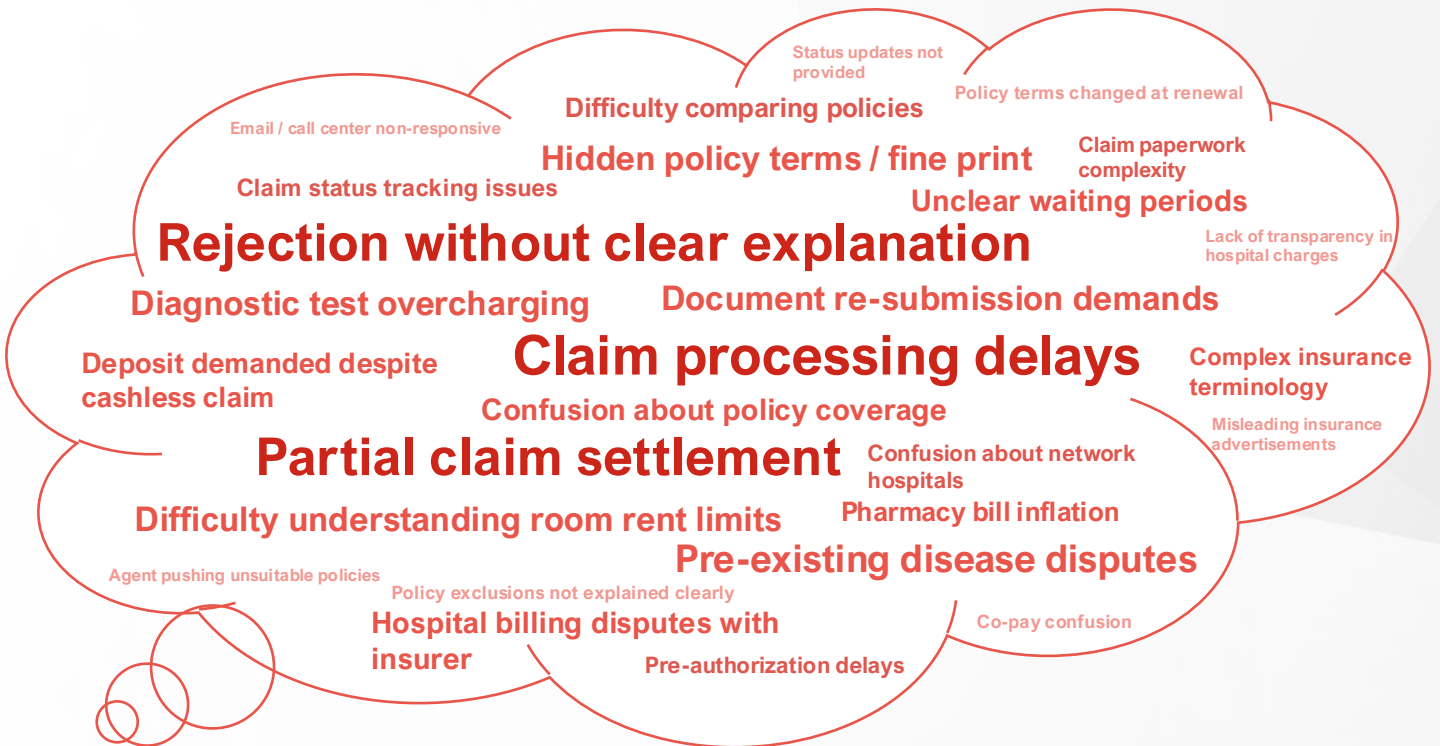 Status updates not
provided
Difficulty comparing policies
Policy terms changed at renewal
Email / call center non-responsive
Hidden policy terms / fine print
Claim paperwork
complexity
Claim status tracking issues
Unclear waiting periods
Rejection without clear explanation
Lack of transparency in
hospital charges
Diagnostic test overcharging
Document re-submission demands
Deposit demanded despite
cashless claim
Claim processing delays
Complex insurance
terminology
Confusion about policy coverage
Misleading insurance
advertisements
Partial claim settlement
Confusion about network
hospitals
Difficulty understanding room rent limits
Pharmacy bill inflation
Pre-existing disease disputes
Agent pushing unsuitable policies
Policy exclusions not explained clearly
Hospital billing disputes with
insurer
Co-pay confusion
Pre-authorization delays